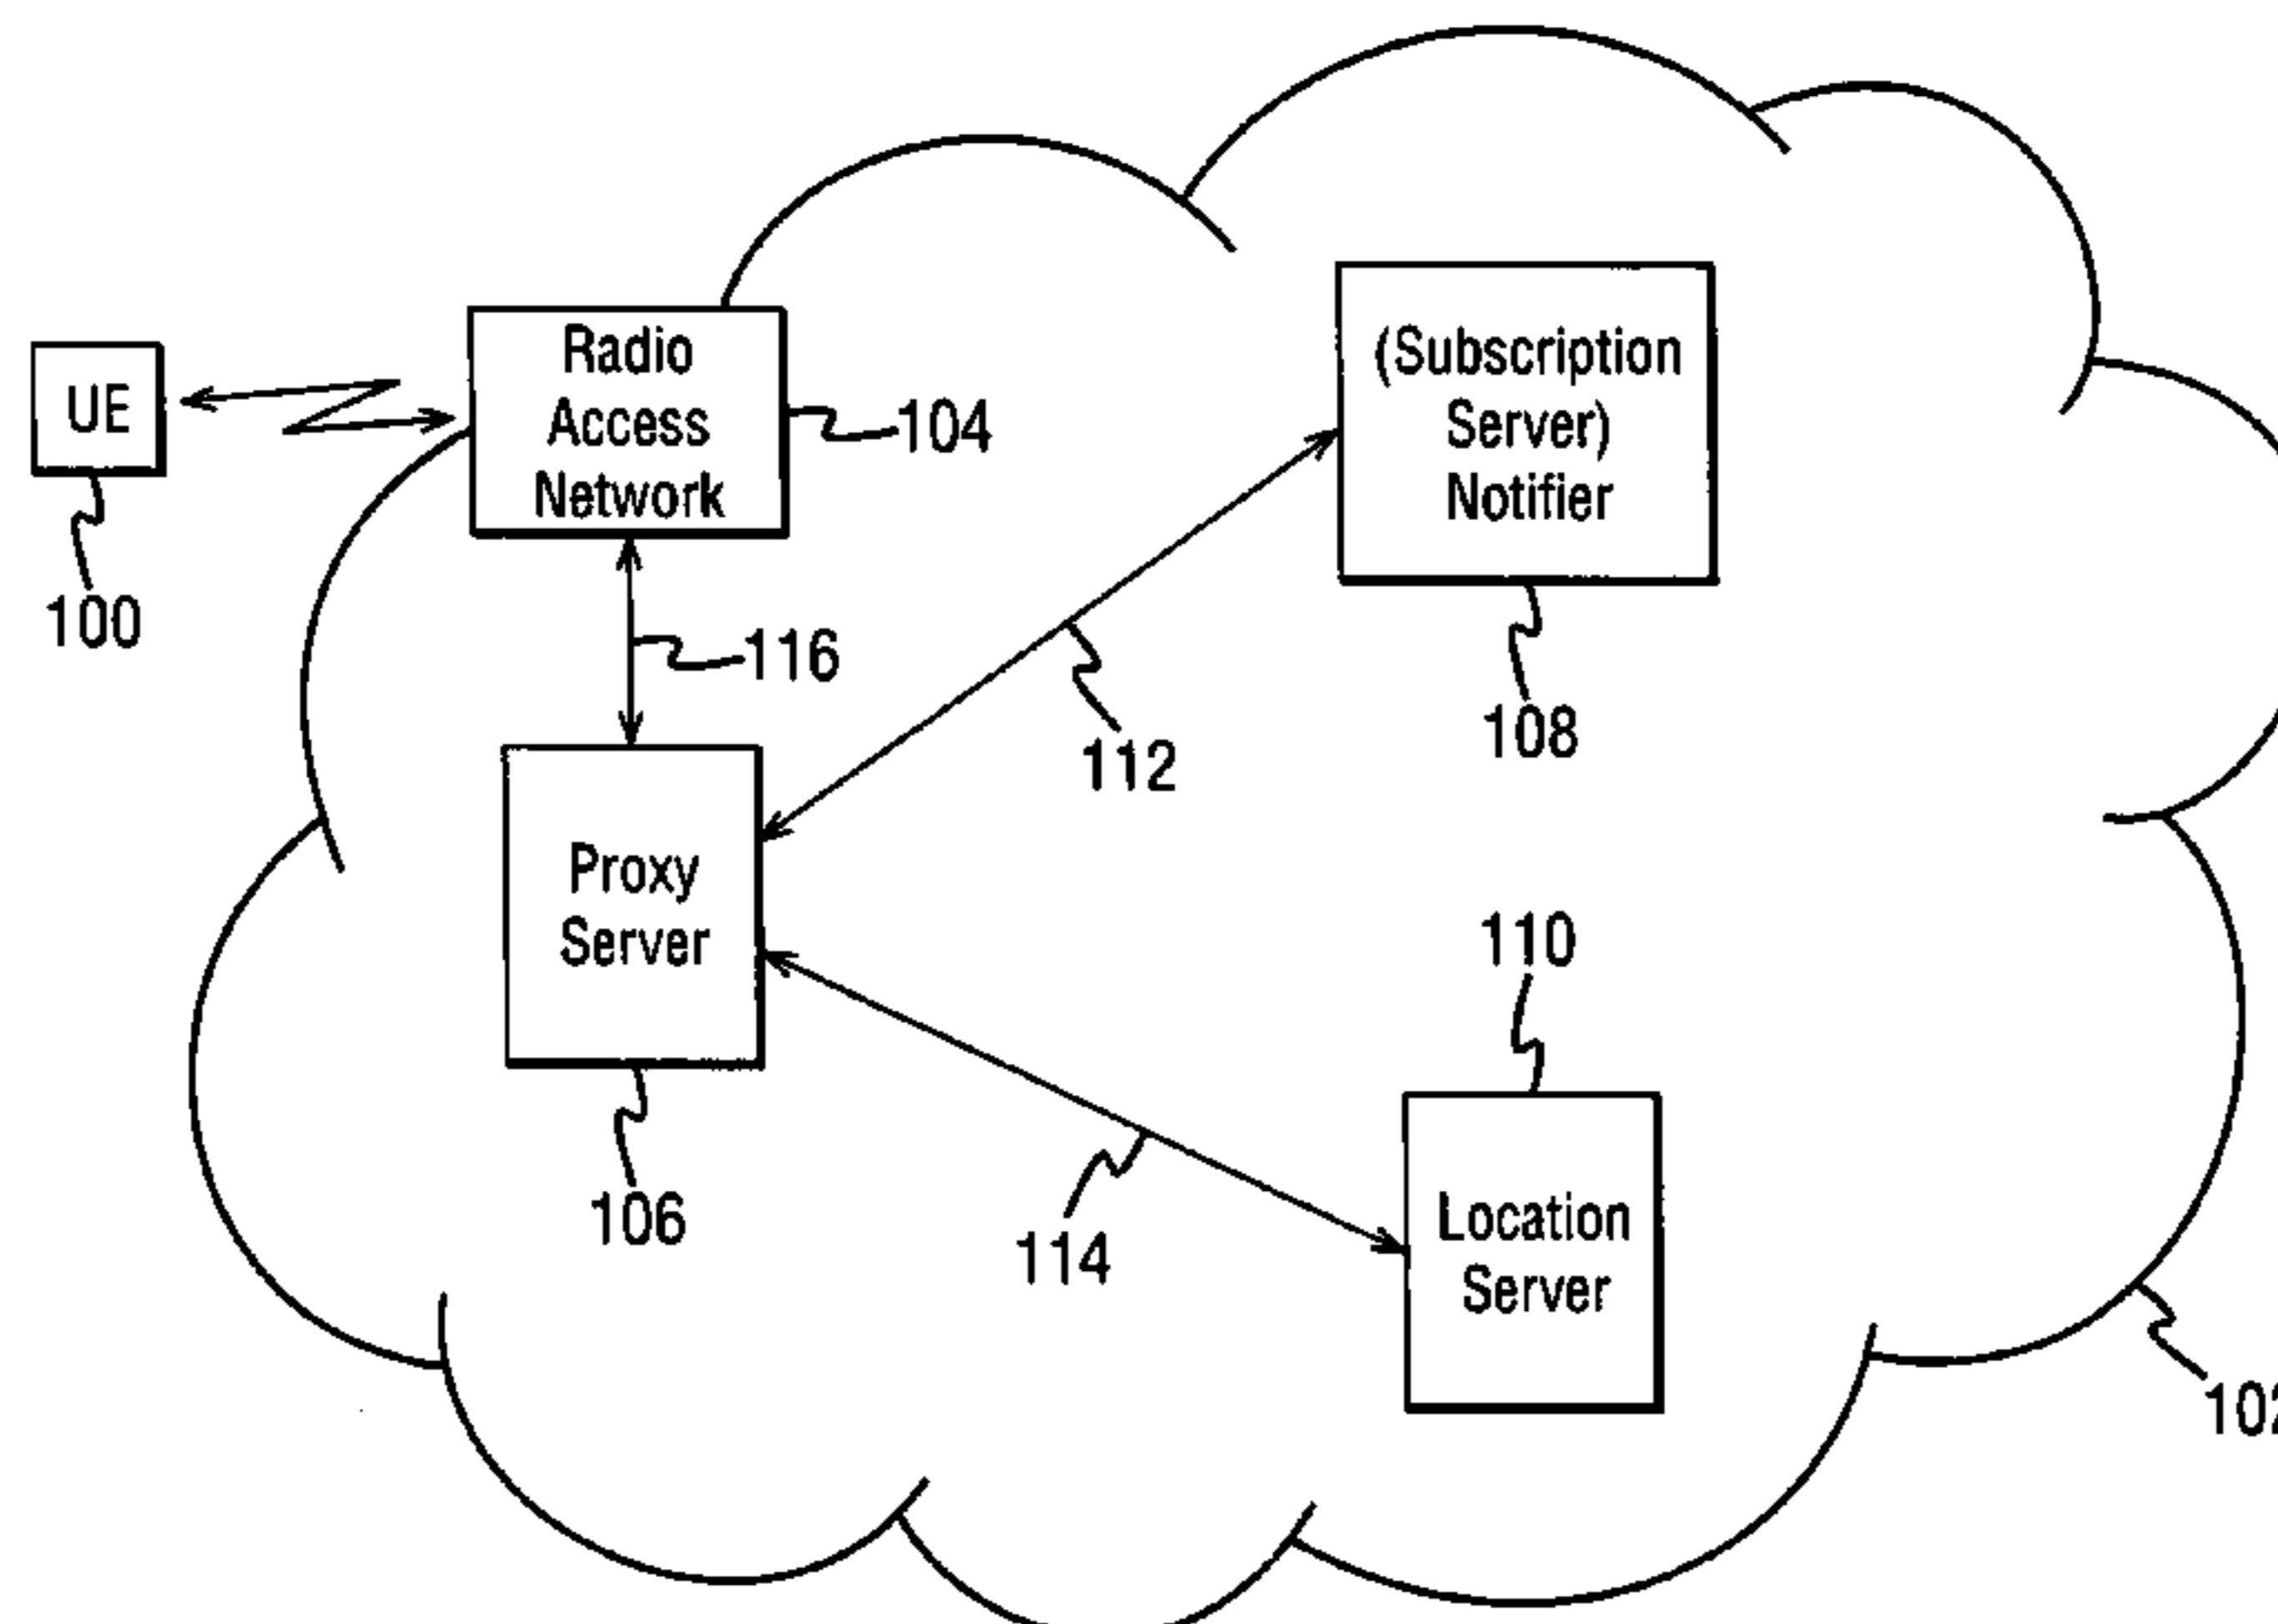 UE
100
Radio
Access
Network
104
(Subscription
Server)
Notifier
108
116
112
Proxy
Server
106
110
114
Location
Server